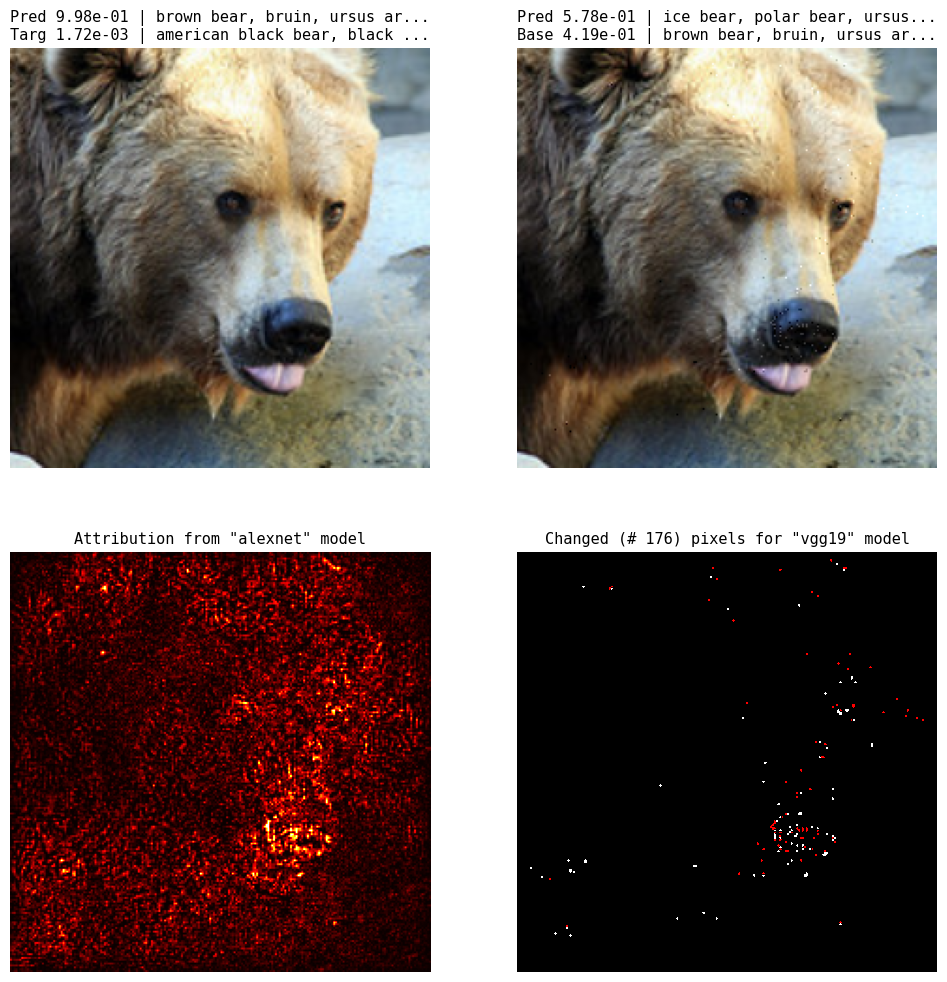 Pred 9.98e-01 | brown bear, bruin, ursus ar...
Targ 1.72e-03 | american black bear, black ...
Pred 5.78e-01 | ice bear, polar bear, ursus...
Base 4.19e-01 | brown bear, bruin, ursus ar...
Attribution from "alexnet" model
Changed (# 176) pixels for "vgg19" model